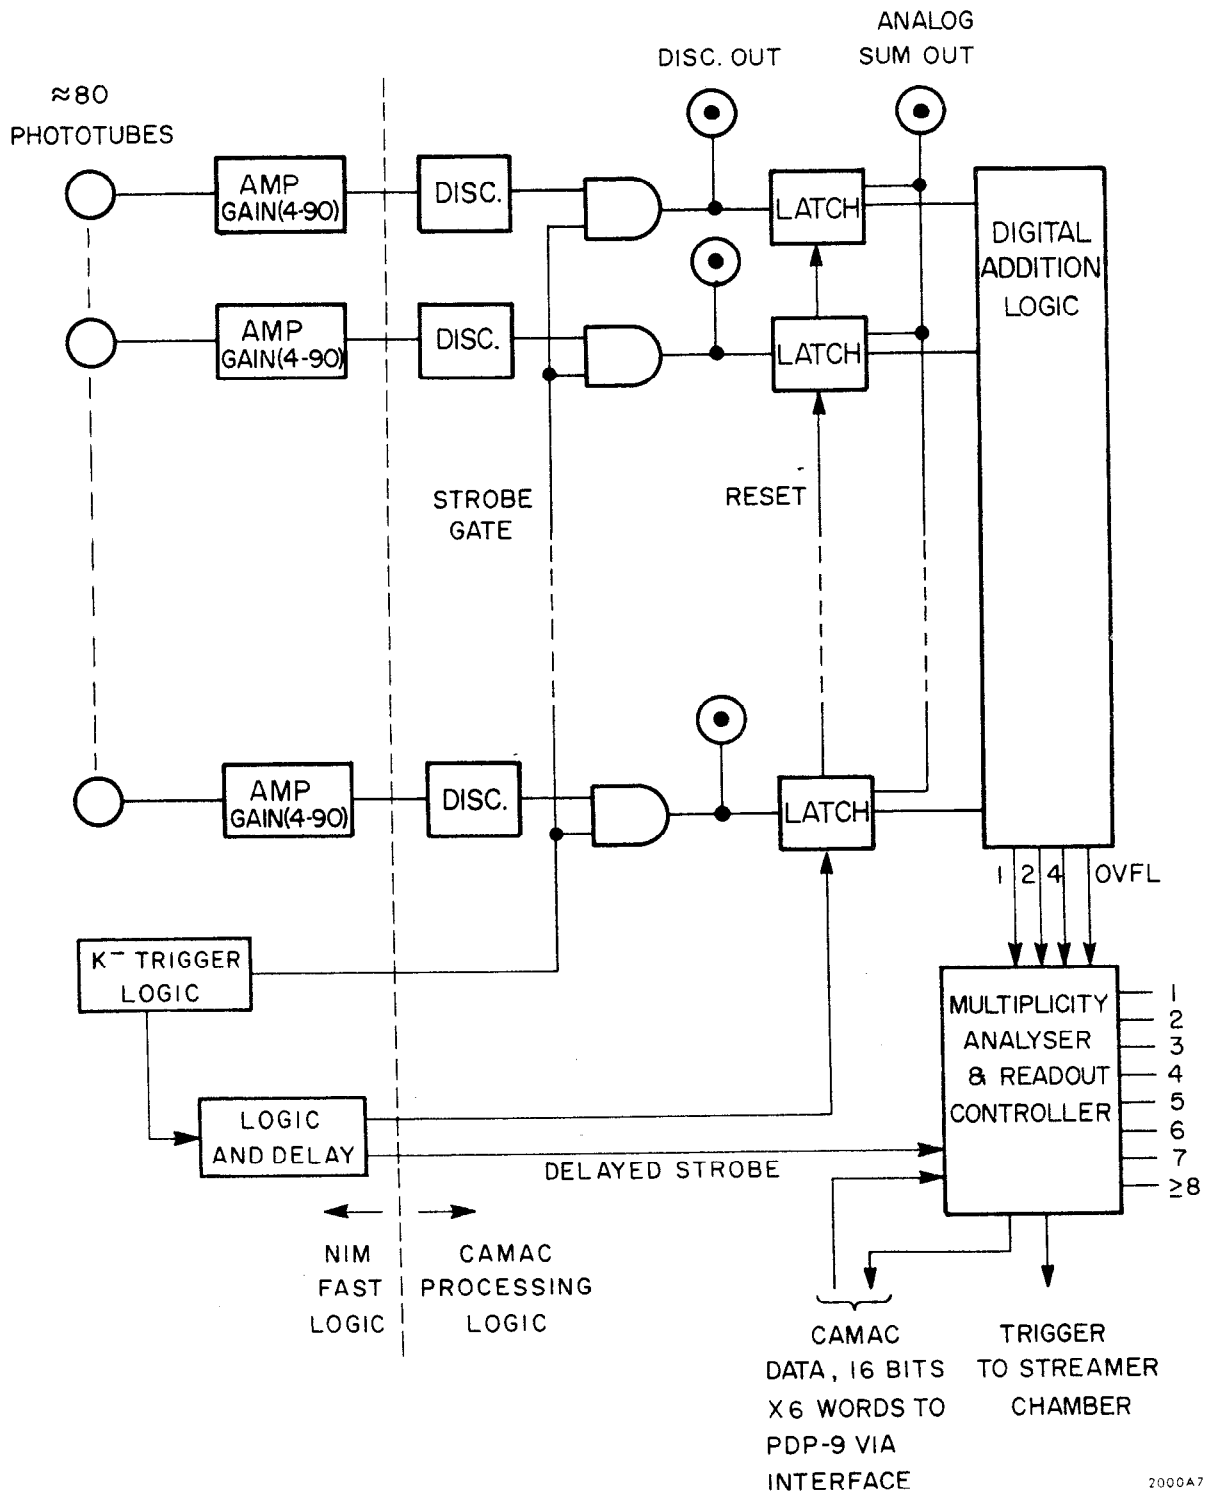 ANALOG
SUM OUT
DISC. OUT
≈80
PHOTOTUBES
AMP
GAIN(4-90)
DISC.
LATCH
DIGITAL
ADDITION
LOGIC
AMP
GAIN(4-90)
DISC.
LATCH
STROBE
GATE
RESET
AMP
GAIN(4-90)
DISC.
LATCH
1 2 4 OVFL
K⁻ TRIGGER
LOGIC
MULTIPLICITY
ANALYSER
& READOUT
CONTROLLER
1
2
3
4
5
6
7
≥8
LOGIC
AND DELAY
DELAYED STROBE
NIM
FAST
LOGIC
CAMAC
PROCESSING
LOGIC
CAMAC
DATA, 16 BITS
X6 WORDS TO
PDP-9 VIA
INTERFACE
TRIGGER
TO STREAMER
CHAMBER
2000A7